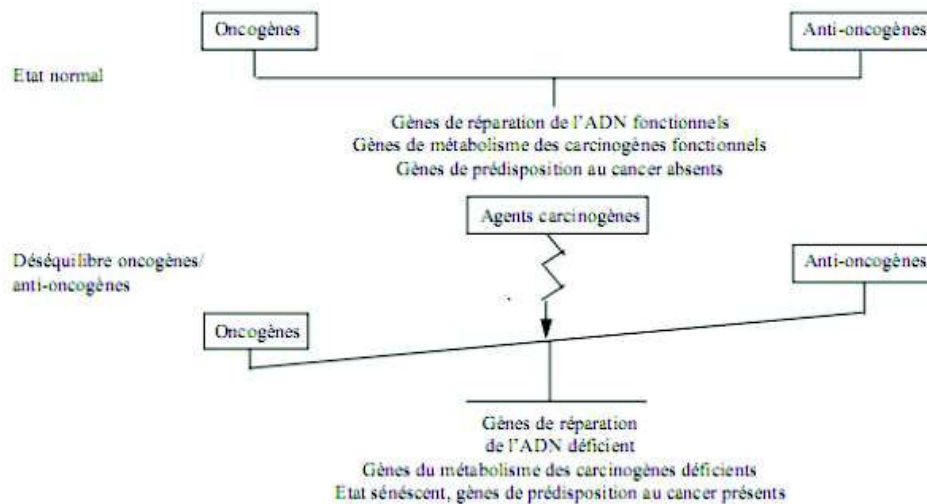 Oncogènes
Anti-oncogènes
Etat normal
Gènes de réparation de l'ADN fonctionnels
Gènes de métabolisme des carcinogènes fonctionnels
Gènes de prédisposition au cancer absents
Agents carcinogènes
Déséquilibre oncogènes/
anti-oncogènes
Anti-oncogènes
Oncogènes
Gènes de réparation
de l'ADN déficient
Gènes du métabolisme des carcinogènes déficients
Etat sénéscent, gènes de prédisposition au cancer présents